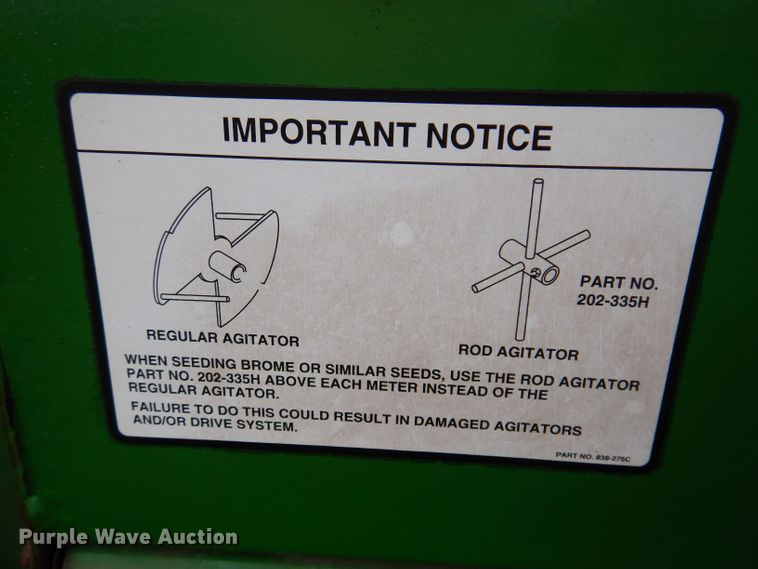 IMPORTANT NOTICE
PART NO.
202-335H
REGULAR AGITATOR
ROD AGITATOR
WHEN SEEDING BROME OR SIMILAR SEEDS, USE THE ROD AGITATOR
PART NO. 202-335H ABOVE EACH METER INSTEAD OF THE
REGULAR AGITATOR.
FAILURE TO DO THIS COULD RESULT IN DAMAGED AGITATORS
AND/OR DRIVE SYSTEM.
PART NO. 838-275C
Purple Wave Auction